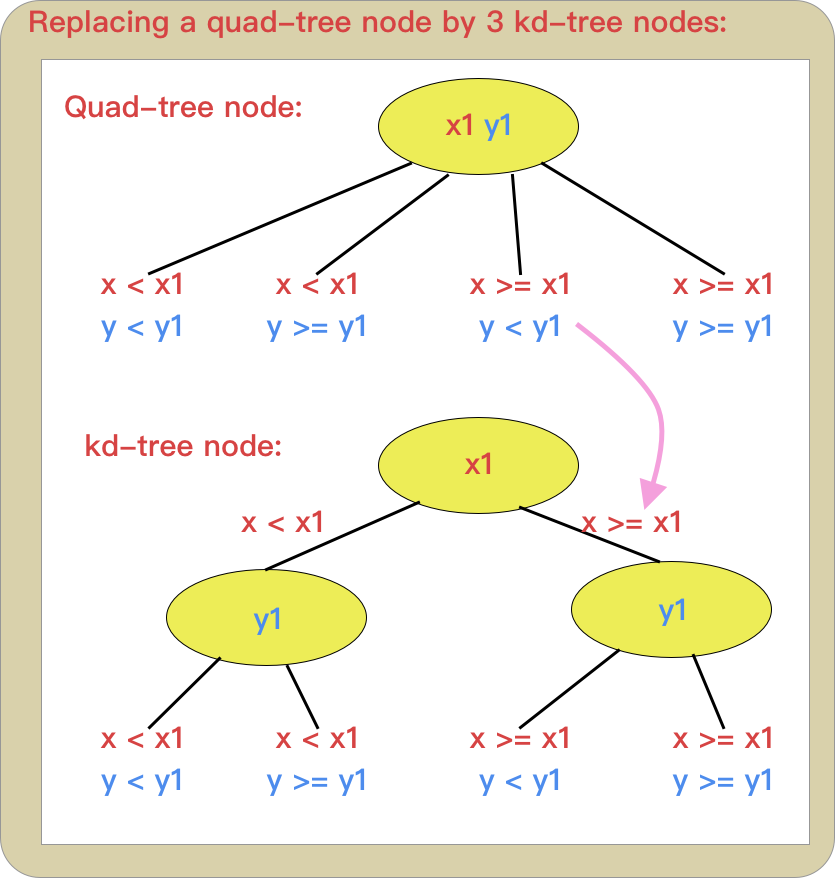 Replacing a quad-tree node by 3 kd-tree nodes:
Quad-tree node:
x1 y1
x < x1 x < x1 x >= x1 x >= x1
y < y1 y >= y1 y < y1 y >= y1
kd-tree node:
x1
x < x1 x >= x1
y1 y1
x < x1 x < x1 x >= x1 x >= x1
y < y1 y >= y1 y < y1 y >= y1